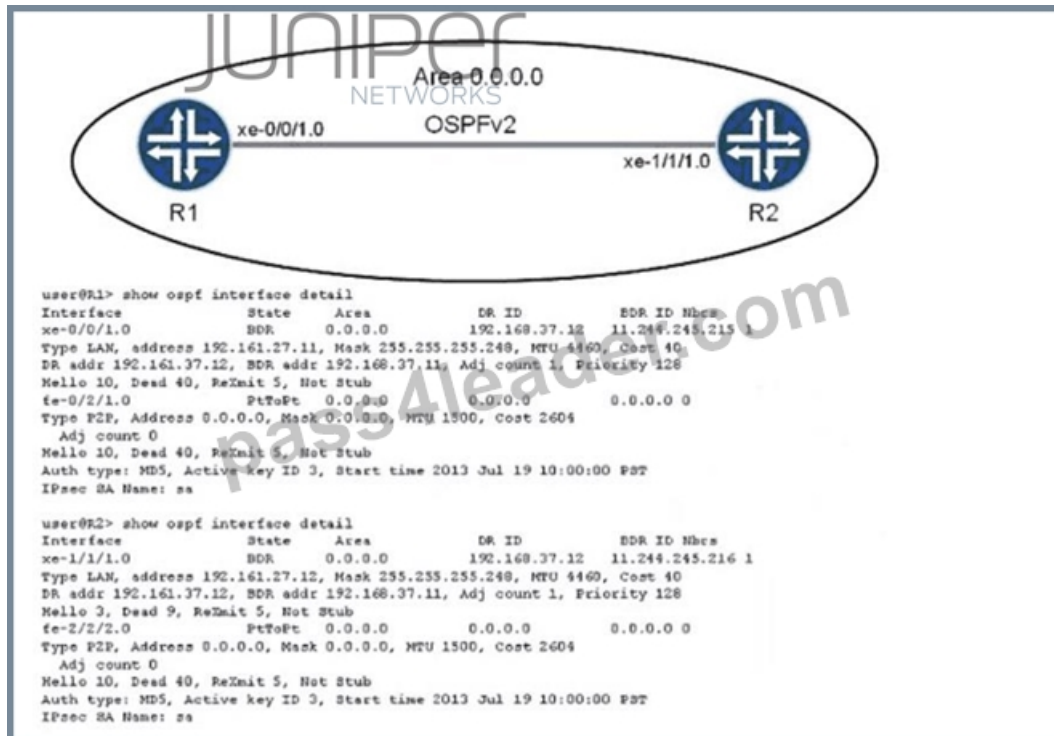 JUNIPER
NETWORKS
Area 0.0.0.0
OSPFv2
xe-0/0/1.0
xe-1/1/1.0
R1
R2
pass4leader.com
user@R1> show ospf interface detail
Interface State Area DR ID BDR ID Nbrs
xe-0/0/1.0 BDR 0.0.0.0 192.168.37.12 11.244.245.215 1
Type LAN, address 192.161.27.11, Mask 255.255.255.248, MTU 4460, Cost 40
DR addr 192.161.37.12, BDR addr 192.168.37.11, Adj count 1, Priority 128
Hello 10, Dead 40, ReXmit 5, Not Stub
fe-0/2/1.0 PtToPt 0.0.0.0 0.0.0.0 0.0.0.0 0
Type P2P, Address 0.0.0.0, Mask 0.0.0.0, MTU 1500, Cost 2604
Adj count 0
Hello 10, Dead 40, ReXmit 5, Not Stub
Auth type: MD5, Active key ID 3, Start time 2013 Jul 19 10:00:00 PST
IPsec SA Name: sa
user@R2> show ospf interface detail
Interface State Area DR ID BDR ID Nbrs
xe-1/1/1.0 BDR 0.0.0.0 192.168.37.12 11.244.245.216 1
Type LAN, address 192.161.27.12, Mask 255.255.255.248, MTU 4460, Cost 40
DR addr 192.161.37.12, BDR addr 192.168.37.11, Adj count 1, Priority 128
Hello 3, Dead 9, ReXmit 5, Not Stub
fe-2/2/2.0 PtToPt 0.0.0.0 0.0.0.0 0.0.0.0 0
Type P2P, Address 0.0.0.0, Mask 0.0.0.0, MTU 1500, Cost 2604
Adj count 0
Hello 10, Dead 40, ReXmit 5, Not Stub
Auth type: MD5, Active key ID 3, Start time 2013 Jul 19 10:00:00 PST
IPsec SA Name: sa